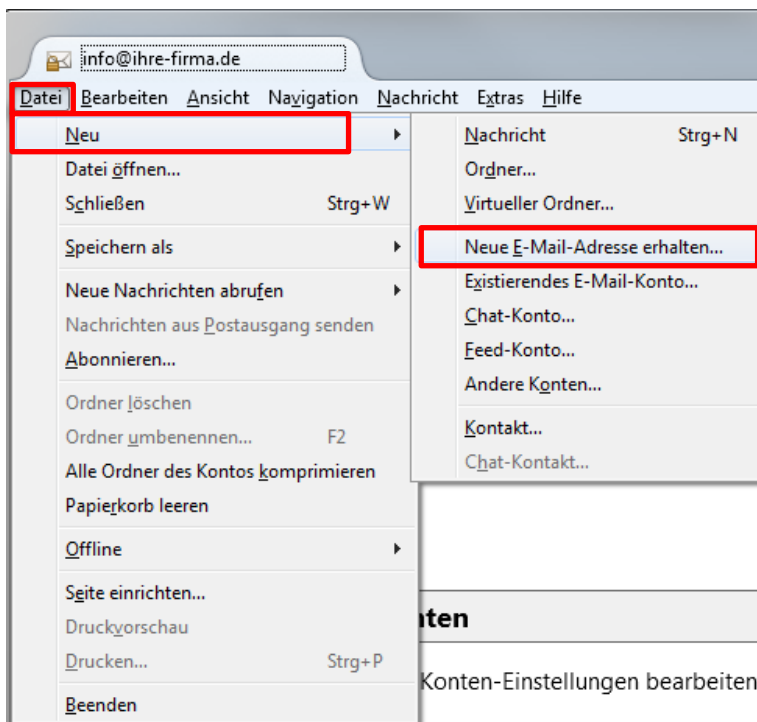 info@ihre-firma.de
Datei Bearbeiten Ansicht Navigation Nachricht Extras Hilfe
Neu
Datei öffnen...
Schließen Strg+W
Speichern als
Neue Nachrichten abrufen
Nachrichten aus Postausgang senden
Abonnieren...
Ordner löschen
Ordner umbenennen... F2
Alle Ordner des Kontos komprimieren
Papierkorb leeren
Offline
Seite einrichten...
Druckvorschau
Drucken... Strg+P
Beenden
Nachricht Strg+N
Ordner...
Virtueller Ordner...
Neue E-Mail-Adresse erhalten...
Existierendes E-Mail-Konto...
Chat-Konto...
Feed-Konto...
Andere Konten...
Kontakt...
Chat-Kontakt...
Konten-Einstellungen bearbeiten